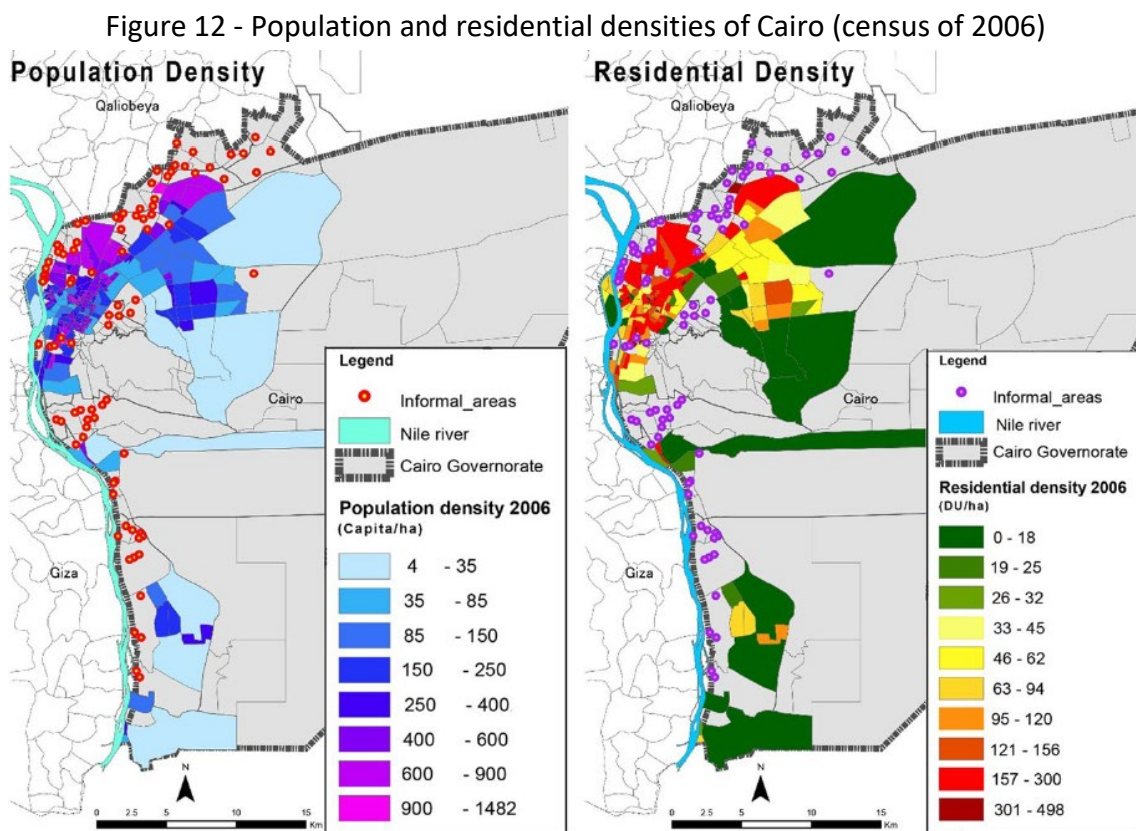 Figure 12 - Population and residential densities of Cairo (census of 2006)
Population Density
Qaliobeya
Cairo
Giza
Legend
Informal_areas
Nile river
Cairo Governorate
Population density 2006
(Capita/ha)
4 - 35
35 - 85
85 - 150
150 - 250
250 - 400
400 - 600
600 - 900
900 - 1482
N
0 2.5 5 10 15
Km
Residential Density
Qaliobeya
Cairo
Giza
Legend
Informal_areas
Nile river
Cairo Governorate
Residential density 2006
(DU/ha)
0 - 18
19 - 25
26 - 32
33 - 45
46 - 62
63 - 94
95 - 120
121 - 156
157 - 300
301 - 498
N
0 2.5 5 10 15
Km